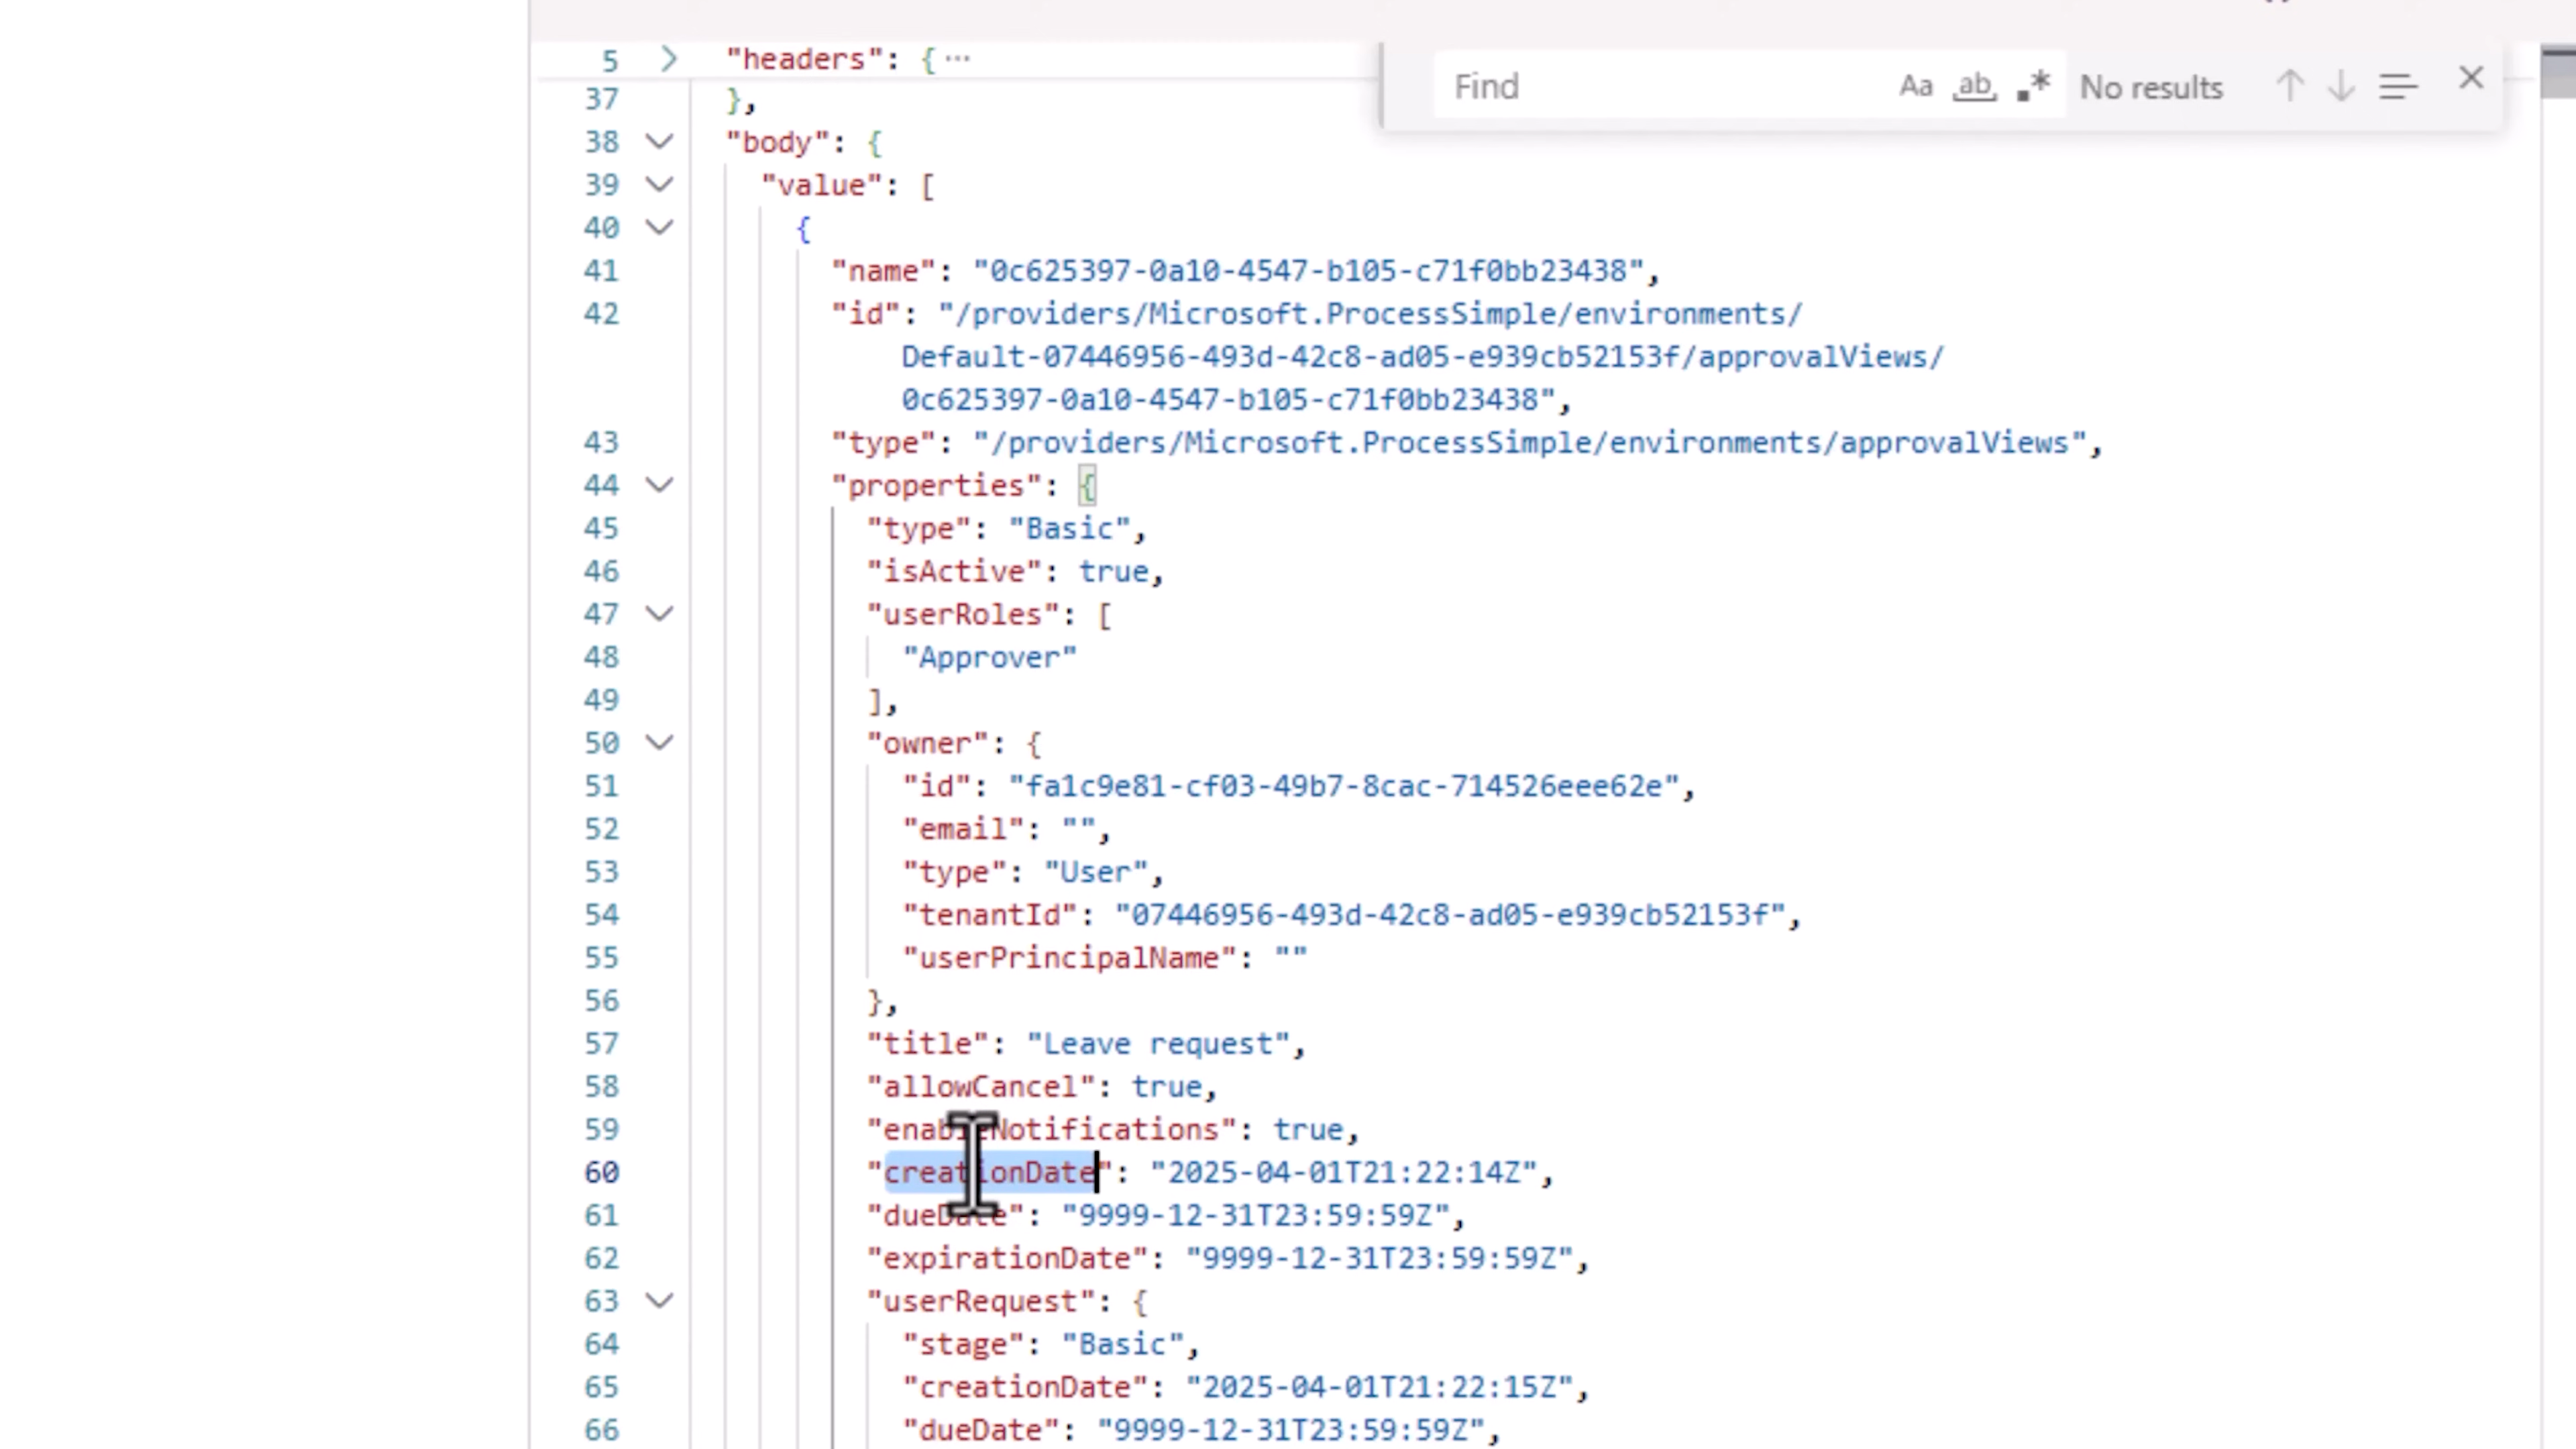 Find Aa ab .* No results
5 "headers": { ···
37 },
38 "body": {
39 "value": [
40 {
41 "name": "0c625397-0a10-4547-b105-c71f0bb23438",
42 "id": "/providers/Microsoft.ProcessSimple/environments/
Default-07446956-493d-42c8-ad05-e939cb52153f/approvalViews/
0c625397-0a10-4547-b105-c71f0bb23438",
43 "type": "/providers/Microsoft.ProcessSimple/environments/approvalViews",
44 "properties": {
45 "type": "Basic",
46 "isActive": true,
47 "userRoles": [
48 "Approver"
49 ],
50 "owner": {
51 "id": "fa1c9e81-cf03-49b7-8cac-714526eee62e",
52 "email": "",
53 "type": "User",
54 "tenantId": "07446956-493d-42c8-ad05-e939cb52153f",
55 "userPrincipalName": ""
56 },
57 "title": "Leave request",
58 "allowCancel": true,
59 "enableNotifications": true,
60 "creationDate": "2025-04-01T21:22:14Z",
61 "dueDate": "9999-12-31T23:59:59Z",
62 "expirationDate": "9999-12-31T23:59:59Z",
63 "userRequest": {
64 "stage": "Basic",
65 "creationDate": "2025-04-01T21:22:15Z",
66 "dueDate": "9999-12-31T23:59:59Z",